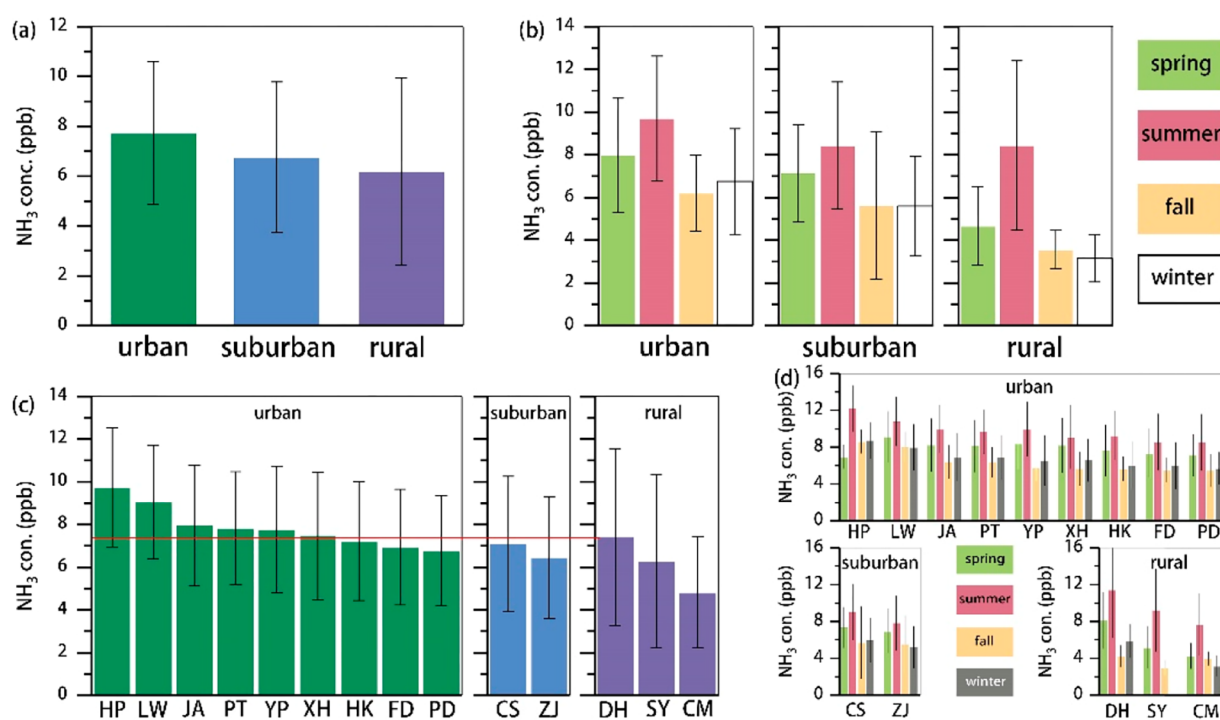 (a)
NH3 conc. (ppb)
12
10
8
6
4
2
0
urban suburban rural
(b)
NH3 con. (ppb)
14
12
10
8
6
4
2
0
urban suburban rural
spring
summer
fall
winter
(c)
NH3 con. (ppb)
14
12
10
8
6
4
2
0
urban suburban rural
HP LW JA PT YP XH HK FD PD CS ZJ DH SY CM
(d)
NH3 con. (ppb)
16
12
8
4
0
urban
HP LW JA PT YP XH HK FD PD
NH3 con. (ppb)
16
12
8
4
0
suburban
CS ZJ
spring
summer
fall
winter
NH3 con. (ppb)
16
12
8
4
0
rural
DH SY CM